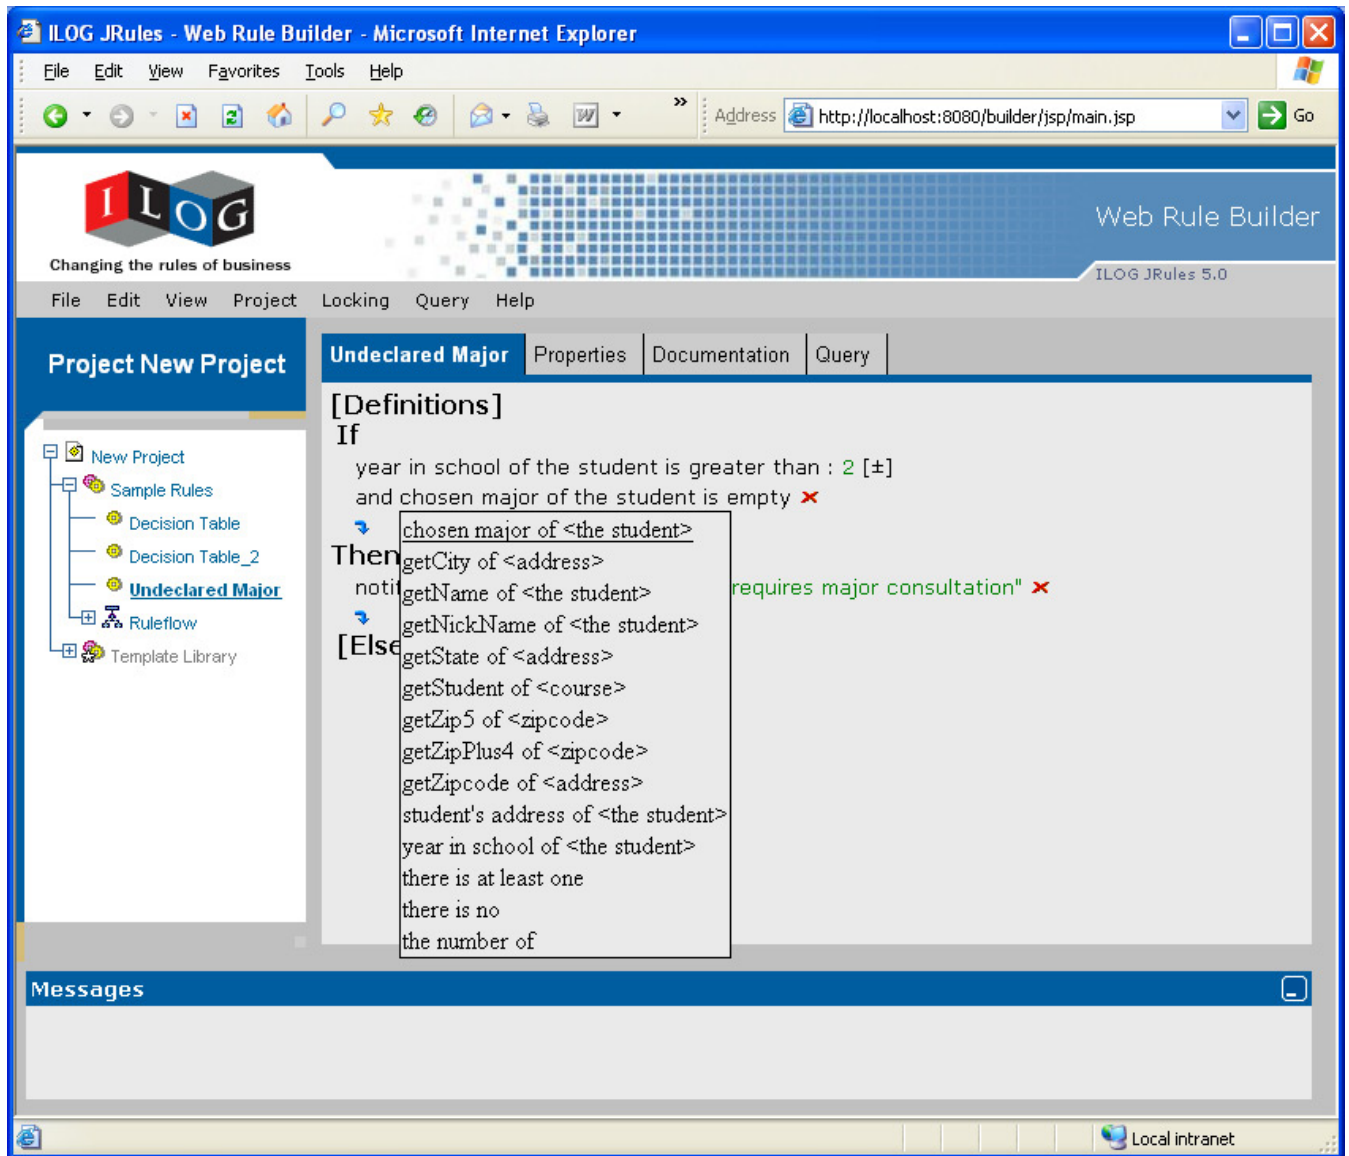 ILOG JRules - Web Rule Builder - Microsoft Internet Explorer
File Edit View Favorites Tools Help
Address http://localhost:8080/builder/jsp/main.jsp Go
ILOG
Changing the rules of business
Web Rule Builder
ILOG JRules 5.0
File Edit View Project Locking Query Help
Project New Project
New Project
Sample Rules
Decision Table
Decision Table_2
Undeclared Major
Ruleflow
Template Library
Undeclared Major Properties Documentation Query
[Definitions]
If
year in school of the student is greater than : 2 [±]
and chosen major of the student is empty
Then
requires major consultation"
[Else
chosen major of <the student>
getCity of <address>
getName of <the student>
getNickName of <the student>
getState of <address>
getStudent of <course>
getZip5 of <zipcode>
getZipPlus4 of <zipcode>
getZipcode of <address>
student's address of <the student>
year in school of <the student>
there is at least one
there is no
the number of
Messages
Local intranet